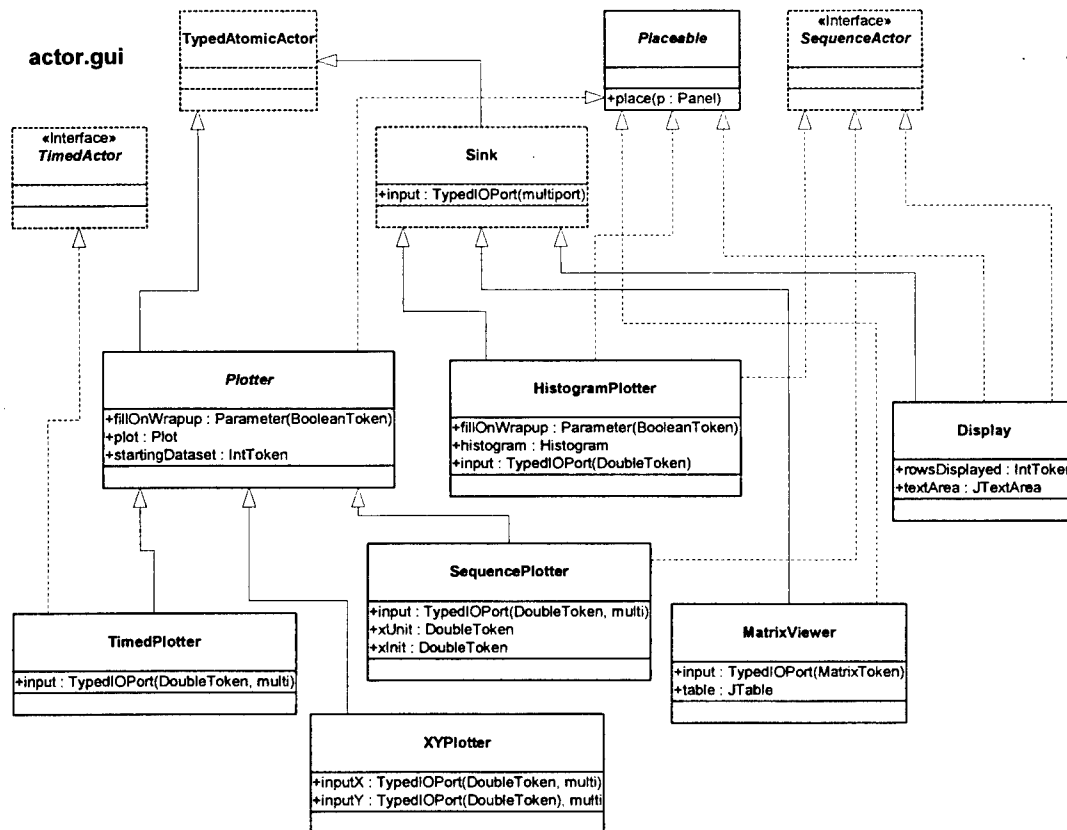 actor.gui
TypedAtomicActor
Placeable
+place(p : Panel)
«Interface»
SequenceActor
«Interface»
TimedActor
Sink
+input : TypedIOPort(multiport)
Plotter
+fillOnWrapup : Parameter(BooleanToken)
+plot : Plot
+startingDataset : IntToken
HistogramPlotter
+fillOnWrapup : Parameter(BooleanToken)
+histogram : Histogram
+input : TypedIOPort(DoubleToken)
Display
+rowsDisplayed : IntToken
+textArea : JTextArea
SequencePlotter
+input : TypedIOPort(DoubleToken, multi)
+xUnit : DoubleToken
+xInit : DoubleToken
TimedPlotter
+input : TypedIOPort(DoubleToken, multi)
MatrixViewer
+input : TypedIOPort(MatrixToken)
+table : JTable
XYPlotter
+inputX : TypedIOPort(DoubleToken, multi)
+inputY : TypedIOPort(DoubleToken), multi